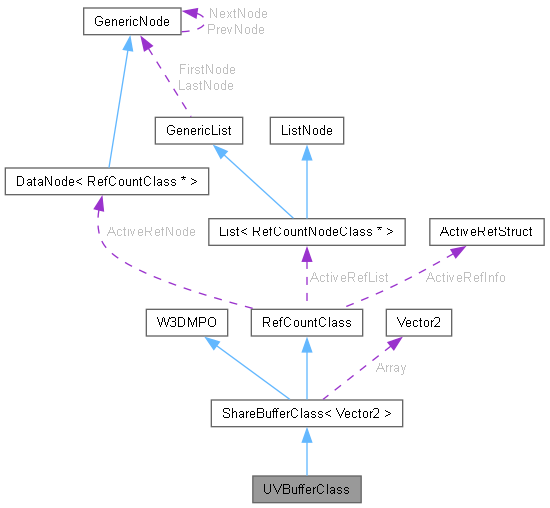 GenericNode
NextNode
PrevNode
FirstNode
LastNode
GenericList
ListNode
DataNode< RefCountClass * >
ActiveRefNode
List< RefCountNodeClass * >
ActiveRefStruct
ActiveRefList
ActiveRefInfo
W3DMPO
RefCountClass
Vector2
Array
ShareBufferClass< Vector2 >
UVBufferClass